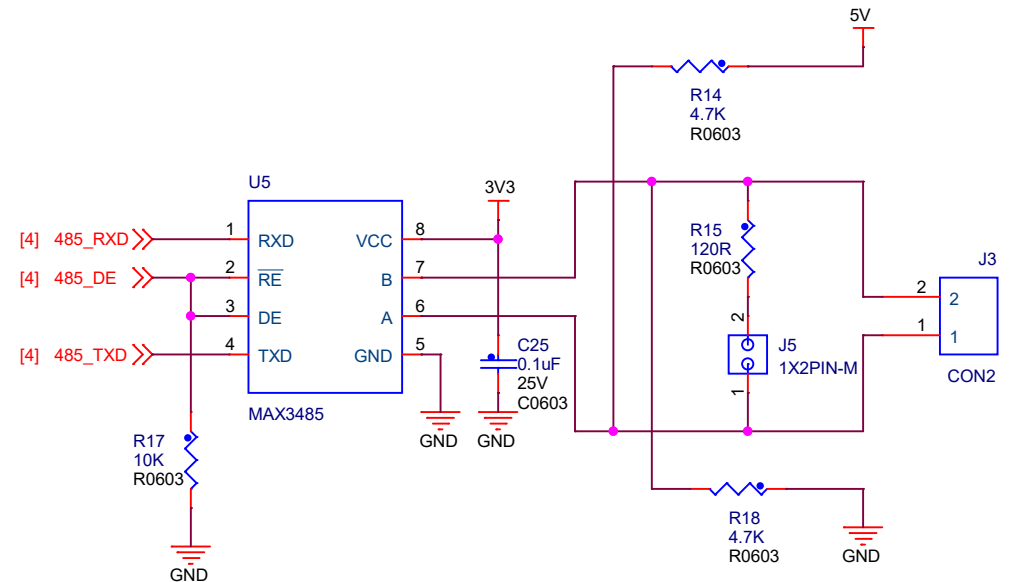 5V
R14
4.7K
R0603
U5
3V3
[4] 485_RXD
1
RXD
VCC
8
R15
120R
R0603
[4] 485_DE
2
RE
B
7
J3
3
DE
A
6
2
2
2
1
1
[4] 485_TXD
4
TXD
GND
5
C25
0.1uF
25V
C0603
J5
1X2PIN-M
CON2
1
MAX3485
GND
GND
R17
10K
R0603
R18
4.7K
R0603
GND
GND